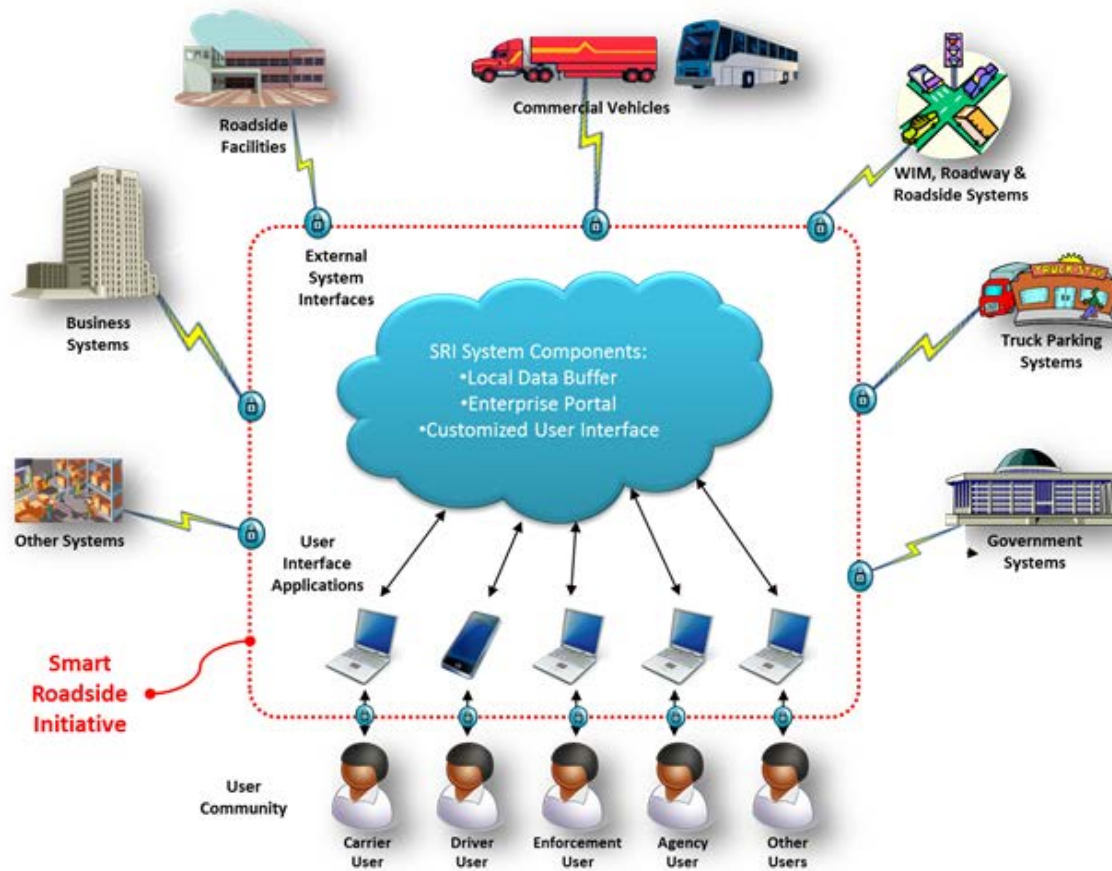 Roadside
Facilities
Commercial Vehicles
WIM, Roadway &
Roadside Systems
External
System
Interfaces
Business
Systems
TRUCK STOP
Truck Parking
Systems
SRI System Components:
•Local Data Buffer
•Enterprise Portal
•Customized User Interface
Other Systems
User
Interface
Applications
Government
Systems
Smart
Roadside
Initiative
User
Community
Carrier
User
Driver
User
Enforcement
User
Agency
User
Other
Users